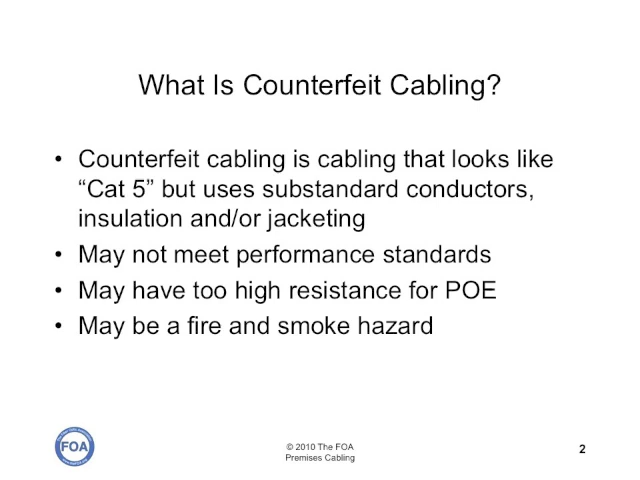 What Is Counterfeit Cabling?
• Counterfeit cabling is cabling that looks like
“Cat 5” but uses substandard conductors,
insulation and/or jacketing
• May not meet performance standards
• May have too high resistance for POE
• May be a fire and smoke hazard
FOA
© 2010 The FOA
Premises Cabling
2